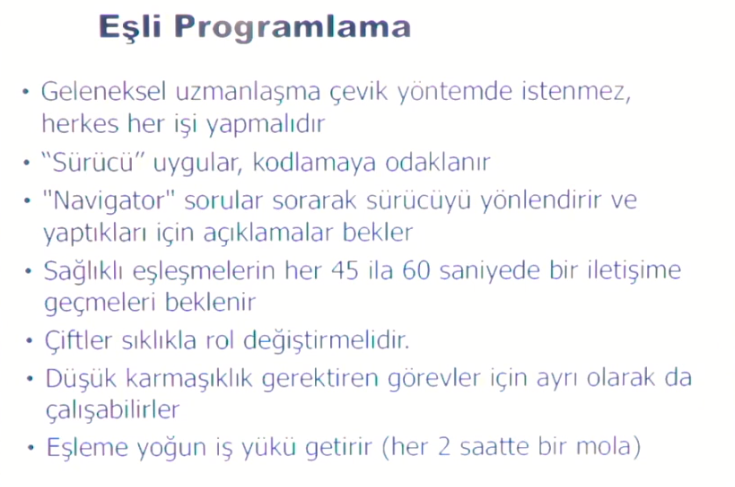 Eşli Programlama
• Geleneksel uzmanlaşma çevik yöntemde istenmez,
herkes her işi yapmalıdır
• “Sürücü” uygular, kodlamaya odaklanır
• "Navigator" sorular sorarak sürücüyü yönlendirir ve
yaptıkları için açıklamalar bekler
• Sağlıklı eşleşmelerin her 45 ila 60 saniyede bir iletişime
geçmeleri beklenir
• Çiftler sıklıkla rol değiştirmelidir.
• Düşük karmaşıklık gerektiren görevler için ayrı olarak da
çalışabilirler
• Eşleme yoğun iş yükü getirir (her 2 saatte bir mola)